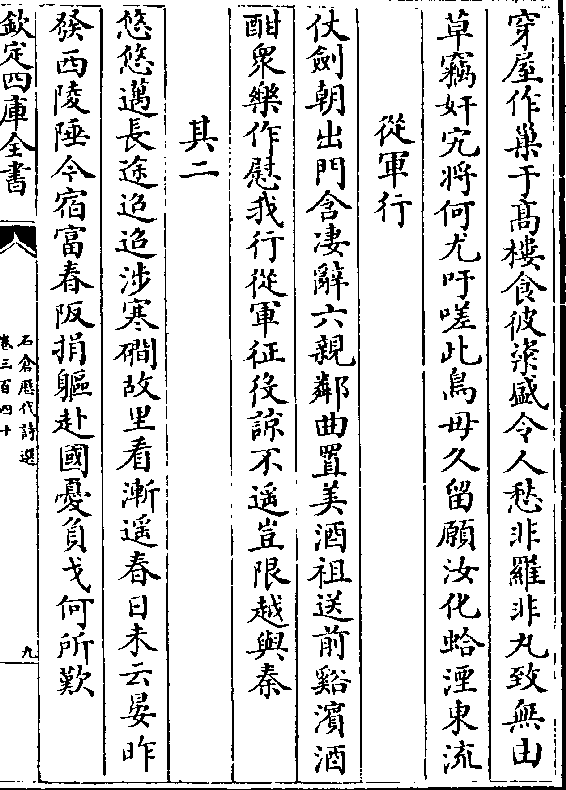 穿屋作巢于髙樓食彼粢盛令人愁非羅非丸致無由
草竊奸宄将何尤吁嗟此鳥毋久留願汝化蛤湮東流
從軍行
仗劍朝出門含凄辭六親鄰曲置美酒祖送前谿濱酒
酣衆樂作慰我行從軍征役諒不遥豈限越與秦
其二
悠悠邁長途迢迢涉寒磵故里看漸遥春日未云晏昨
發西陵陲今宿富春阪捐軀赴國憂負戈何所歎
欽定四庫全書
石倉歷代詩選
卷三百四十
九